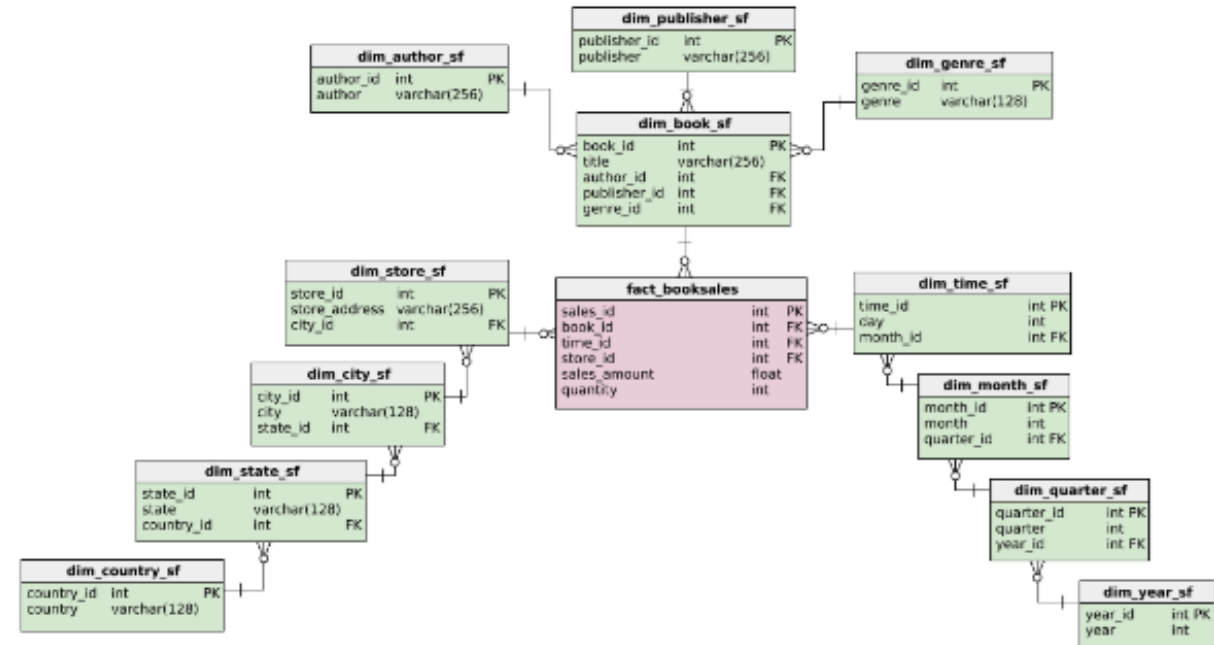 dim_publisher_sf
publisher_id int PK
publisher varchar(256)
dim_author_sf
author_id int PK
author varchar(256)
dim_genre_sf
genre_id int PK
genre varchar(128)
dim_book_sf
book_id int PK
title varchar(256)
author_id int FK
publisher_id int FK
genre_id int FK
dim_store_sf
store_id int PK
store_address varchar(256)
city_id int FK
fact_booksales
sales_id int PK
book_id int FK
time_id int FK
store_id int FK
sales_amount float
quantity int
dim_time_sf
time_id int PK
day int
month_id int FK
dim_city_sf
city_id int PK
city varchar(128)
state_id int FK
dim_month_sf
month_id int PK
month int
quarter_id int FK
dim_state_sf
state_id int PK
state varchar(128)
country_id int FK
dim_quarter_sf
quarter_id int PK
quarter int
year_id int FK
dim_country_sf
country_id int PK
country varchar(128)
dim_year_sf
year_id int PK
year int